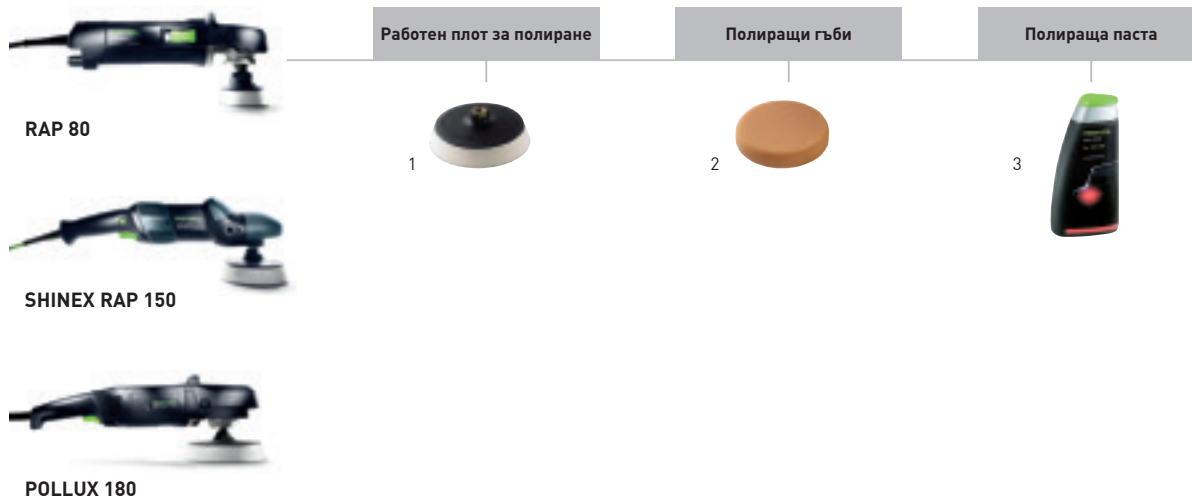 Работен плот за полиране
Полиращи гъби
Полираща паста
RAP 80
1
2
3
SHINEX RAP 150
POLLUX 180